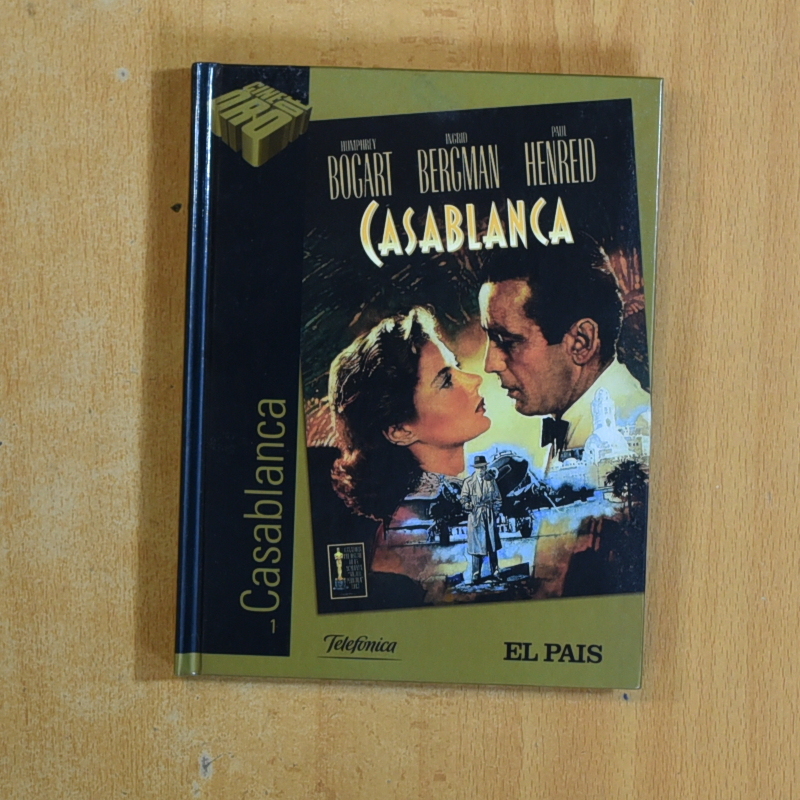 CINE DE
ORO
HUMPHREY
BOGART
INGRID
BERGMAN
PAUL
HENREID
CASABLANCA
Casablanca
1
Telefónica
EL PAIS